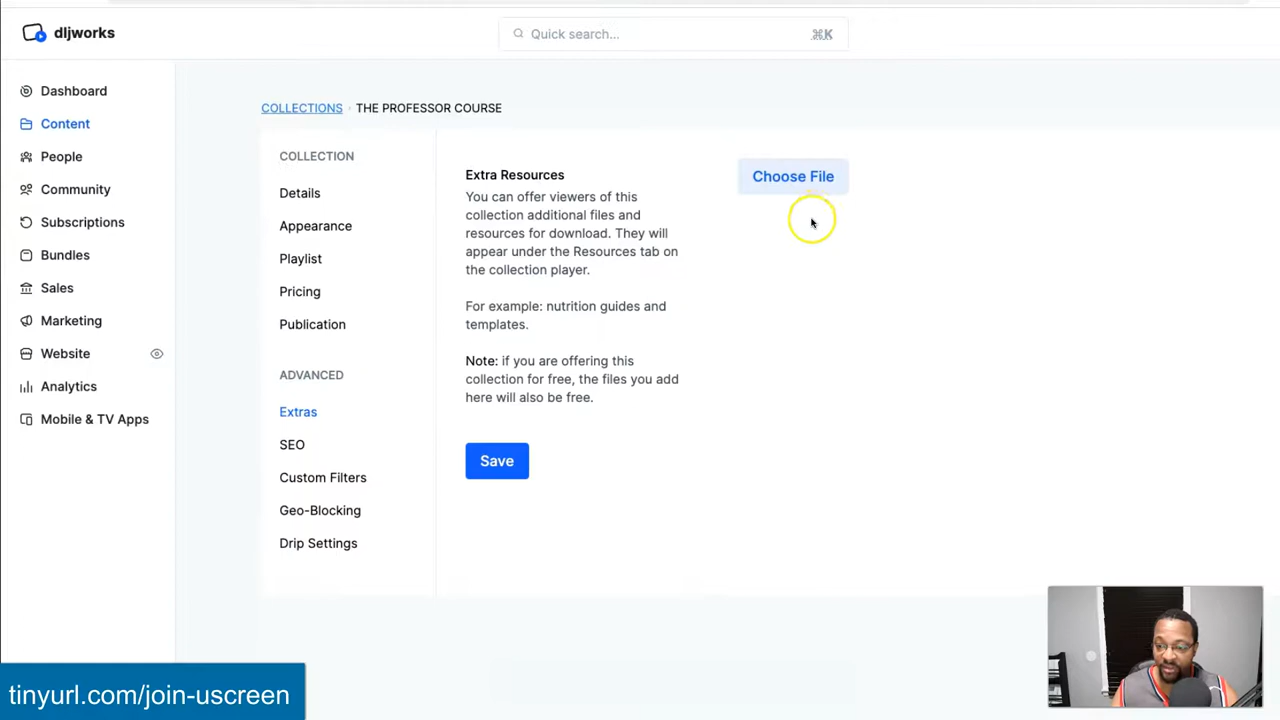 dljworks
Quick search...
⌘K
Dashboard
Content
People
Community
Subscriptions
Bundles
Sales
Marketing
Website
Analytics
Mobile & TV Apps
COLLECTIONS · THE PROFESSOR COURSE
COLLECTION
Details
Appearance
Playlist
Pricing
Publication
ADVANCED
Extras
SEO
Custom Filters
Geo-Blocking
Drip Settings
Extra Resources
You can offer viewers of this
collection additional files and
resources for download. They will
appear under the Resources tab on
the collection player.
For example: nutrition guides and
templates.
Note: if you are offering this
collection for free, the files you add
here will also be free.
Save
Choose File
tinyurl.com/join-uscreen